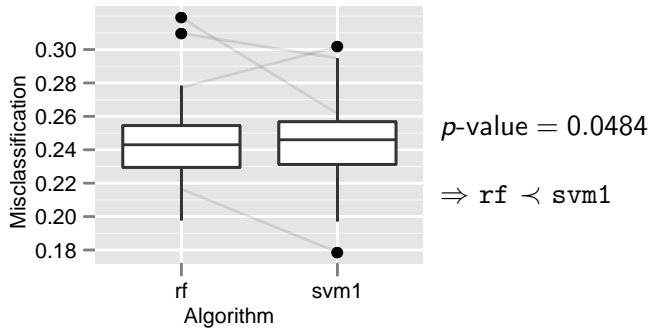 0.30
0.28
0.26
0.24
0.22
0.20
0.18
Misclassification
rf
svm1
Algorithm
p-value = 0.0484
⇒ rf ≺ svm1